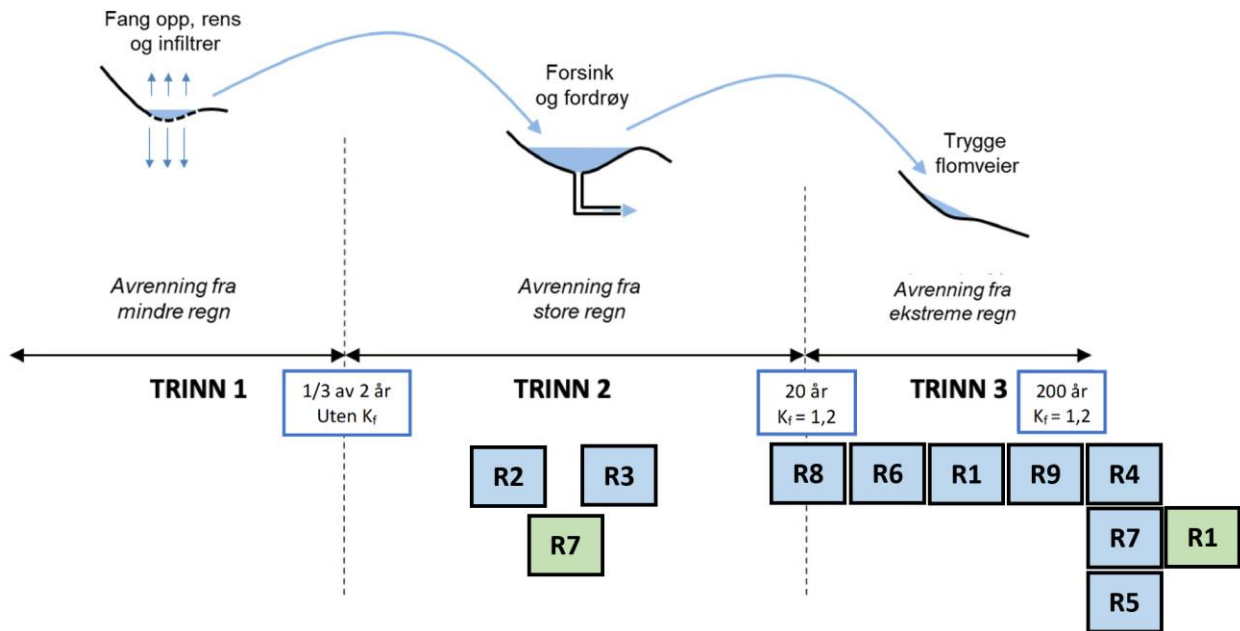 Fang opp, rens
og infiltrer
Forsink
og fordrøy
Trygge
flomveier
Avrenning fra
mindre regn
Avrenning fra
store regn
Avrenning fra
ekstreme regn
TRINN 1
1/3 av 2 år
Uten Kf
TRINN 2
20 år
Kf = 1,2
TRINN 3
200 år
Kf = 1,2
R2
R3
R8
R6
R1
R9
R4
R7
R7
R1
R5